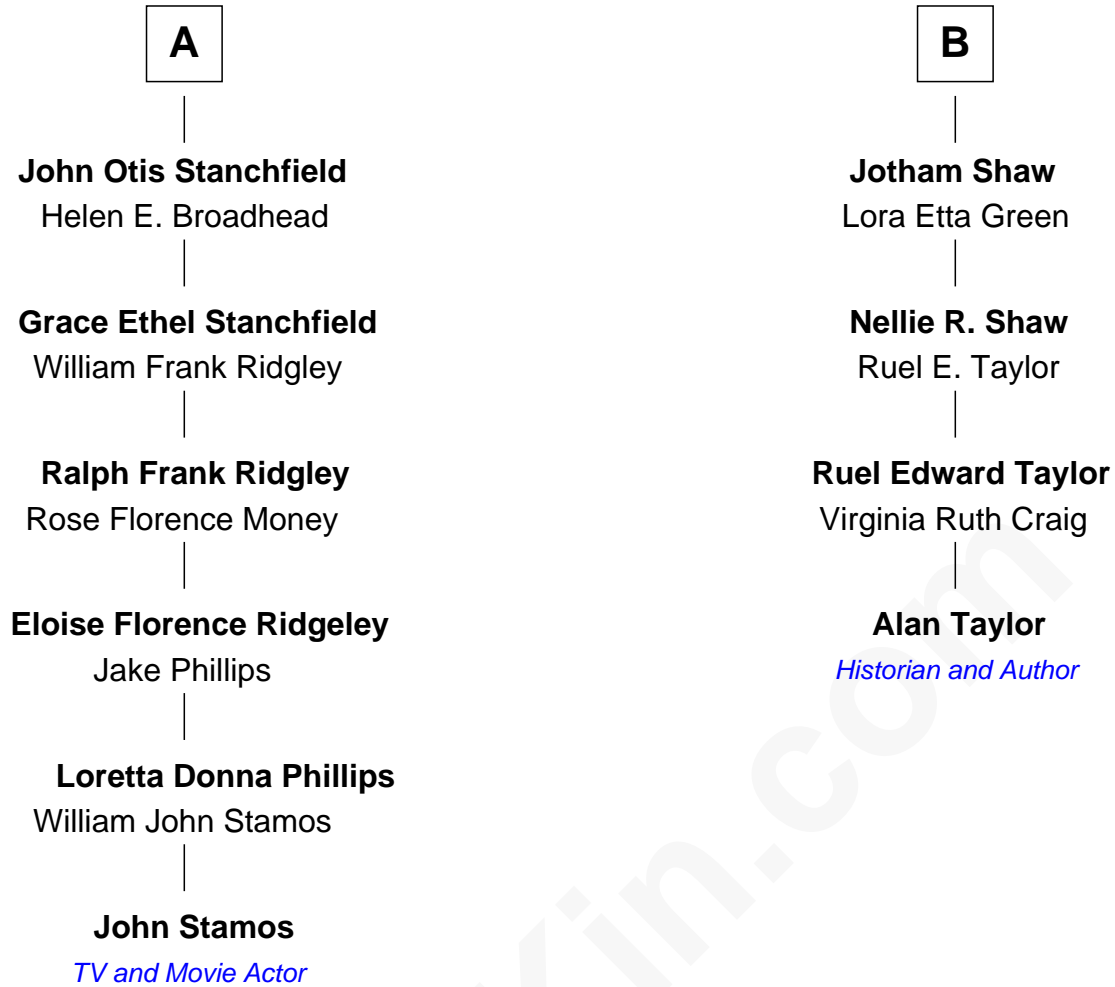 A
John Otis Stanchfield
Helen E. Broadhead
Grace Ethel Stanchfield
William Frank Ridgley
Ralph Frank Ridgley
Rose Florence Money
Eloise Florence Ridgeley
Jake Phillips
Loretta Donna Phillips
William John Stamos
John Stamos
TV and Movie Actor
B
Jotham Shaw
Lora Etta Green
Nellie R. Shaw
Ruel E. Taylor
Ruel Edward Taylor
Virginia Ruth Craig
Alan Taylor
Historian and Author
Kin.com